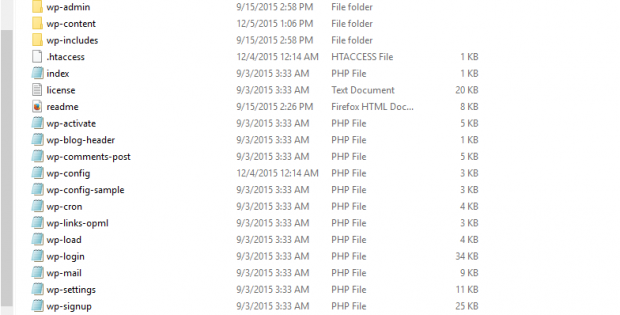 wp-admin 9/15/2015 2:58 PM File folder
wp-content 12/5/2015 1:06 PM File folder
wp-includes 9/15/2015 2:58 PM File folder
.htaccess 12/4/2015 12:14 AM HTACCESS File 1 KB
index 9/3/2015 3:33 AM PHP File 1 KB
license 9/3/2015 3:33 AM Text Document 20 KB
readme 9/15/2015 2:26 PM Firefox HTML Doc... 8 KB
wp-activate 9/3/2015 3:33 AM PHP File 5 KB
wp-blog-header 9/3/2015 3:33 AM PHP File 1 KB
wp-comments-post 9/3/2015 3:33 AM PHP File 5 KB
wp-config 12/4/2015 12:14 AM PHP File 3 KB
wp-config-sample 9/3/2015 3:33 AM PHP File 3 KB
wp-cron 9/3/2015 3:33 AM PHP File 4 KB
wp-links-opml 9/3/2015 3:33 AM PHP File 3 KB
wp-load 9/3/2015 3:33 AM PHP File 4 KB
wp-login 9/3/2015 3:33 AM PHP File 34 KB
wp-mail 9/3/2015 3:33 AM PHP File 9 KB
wp-settings 9/3/2015 3:33 AM PHP File 11 KB
wp-signup 9/3/2015 3:33 AM PHP File 25 KB